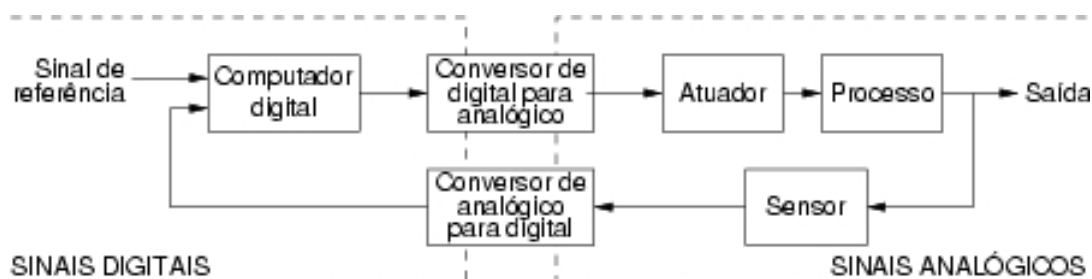 Sinal de
referência
Computador
digital
Conversor de
digital para
analógico
Atuador
Processo
Saída
Conversor de
analógico
para digital
Sensor
SINAIS DIGITAIS
SINAIS ANALÓGICOS